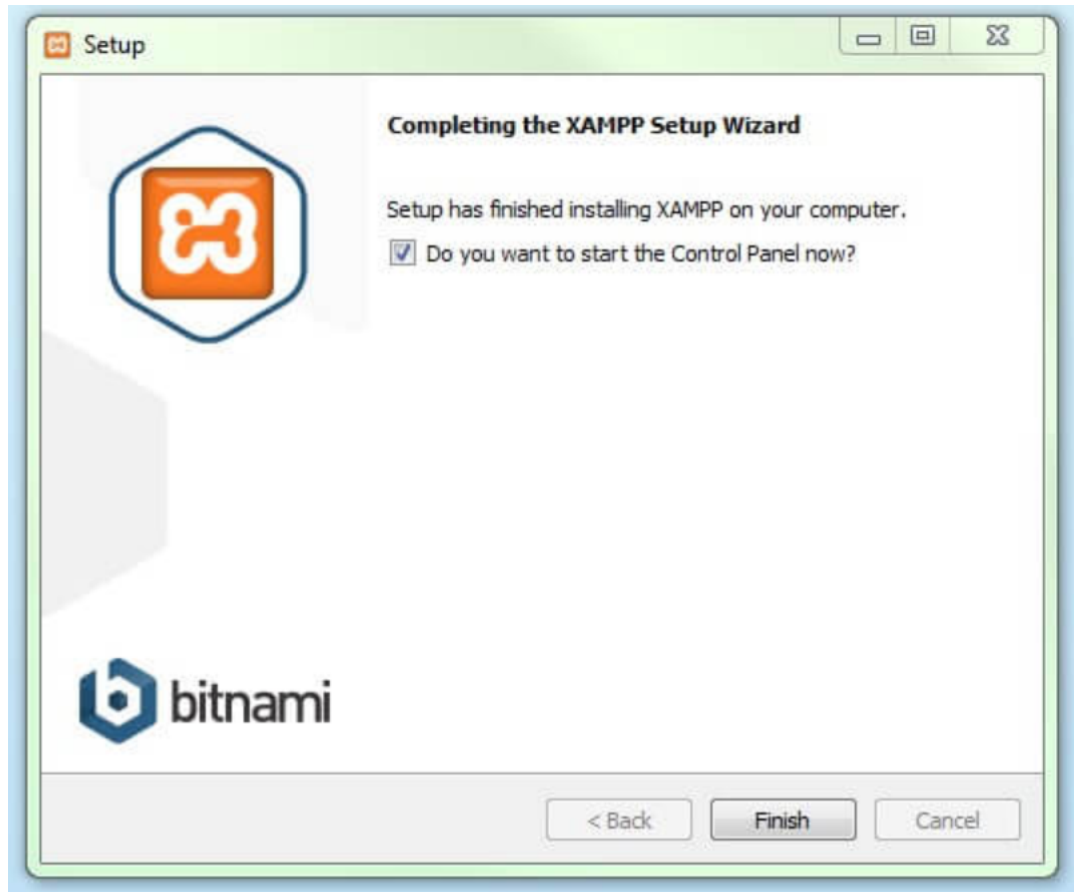 Setup
Completing the XAMPP Setup Wizard
Setup has finished installing XAMPP on your computer.
Do you want to start the Control Panel now?
bitnami
< Back
Finish
Cancel